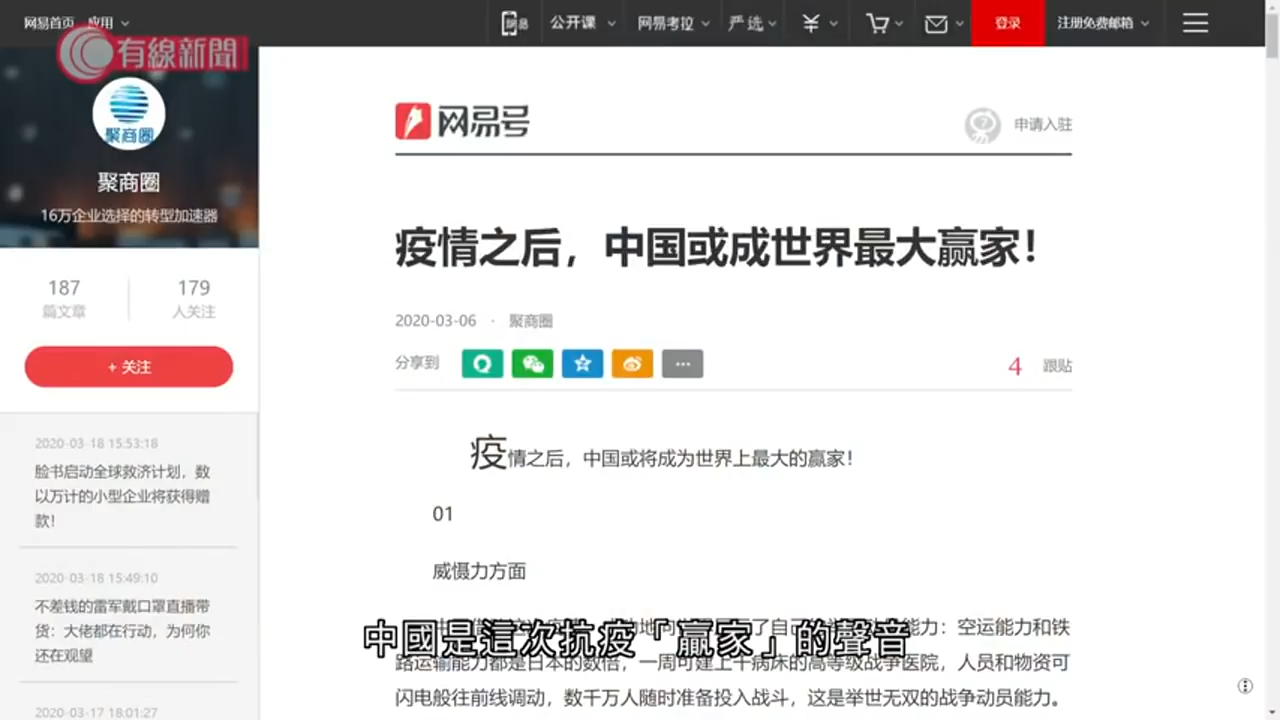 网易首页 应用
公开课 网易考拉 严选 登录 注册免费邮箱
有線新聞
聚商圈
聚商圈
16万企业选择的转型加速器
187 179
篇文章 人关注
+ 关注
2020-03-18 15:53:18
脸书启动全球救济计划，数
以万计的小型企业将获得赠
款！
2020-03-18 15:49:10
不差钱的雷军戴口罩直播带
货：大佬都在行动，为何你
还在观望
2020-03-17 18:01:27
网易号
申请入驻
疫情之后，中国或成世界最大赢家！
2020-03-06 · 聚商圈
分享到
4 跟贴
疫情之后，中国或将成为世界上最大的赢家！
01
威慑力方面
了自己 能力：空运能力和铁
路运输能力都是日本的数倍，一周可建上千病床的高等级战争医院，人员和物资可
闪电般往前线调动，数千万人随时准备投入战斗，这是举世无双的战争动员能力。
中國是這次抗疫「贏家」的聲音